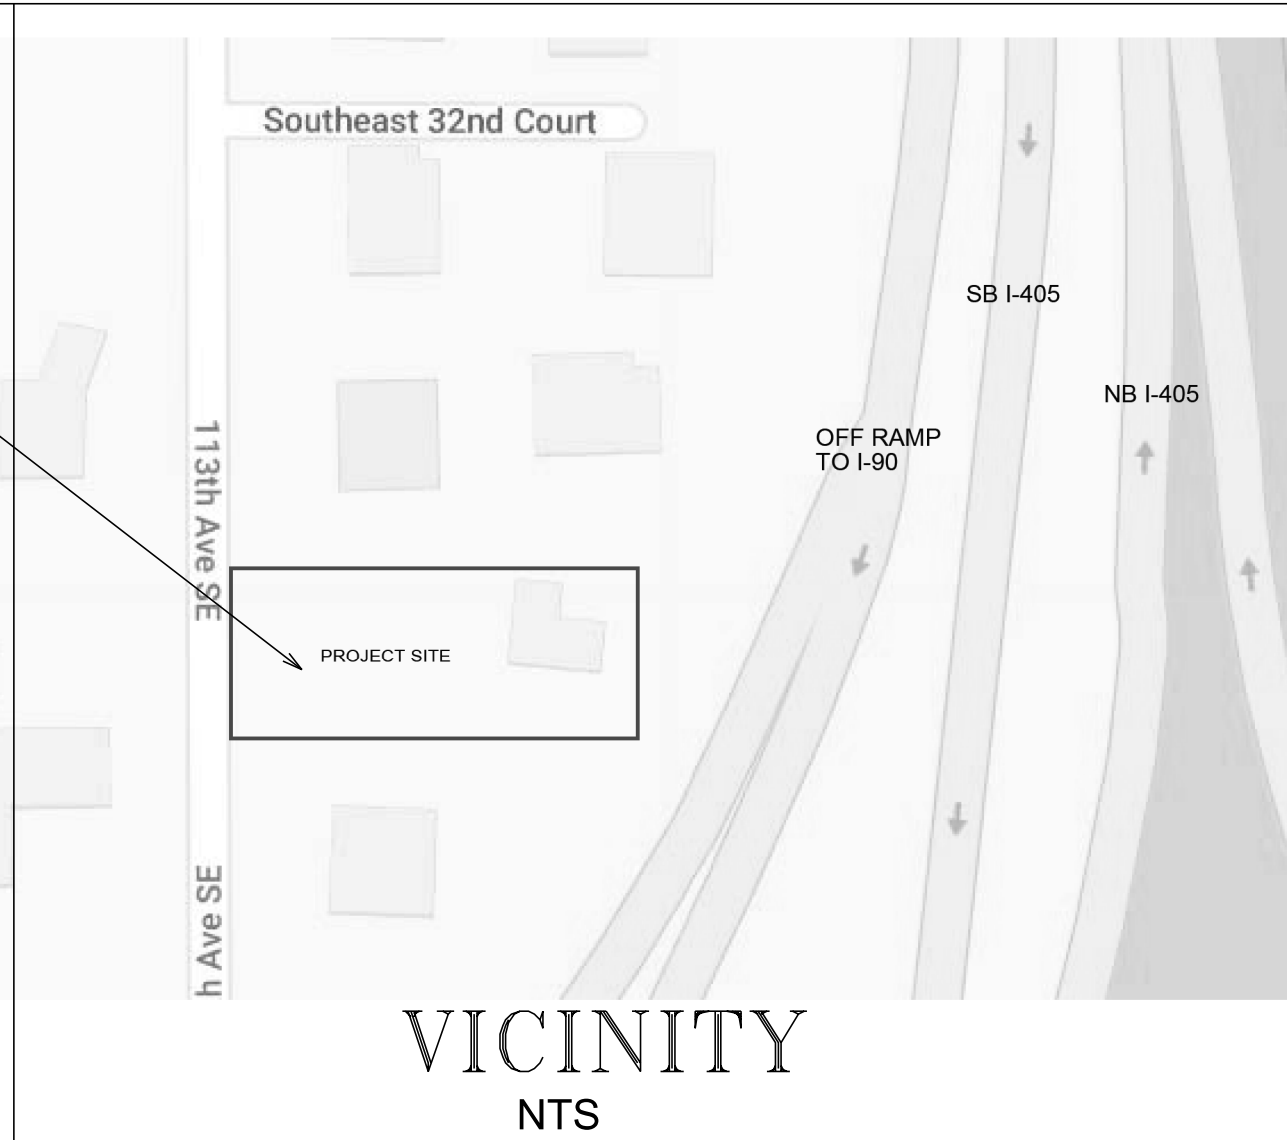 Southeast 32nd Court
SB I-405
NB I-405
OFF RAMP
TO I-90
113th Ave SE
PROJECT SITE
h Ave SE
VICINITY
NTS